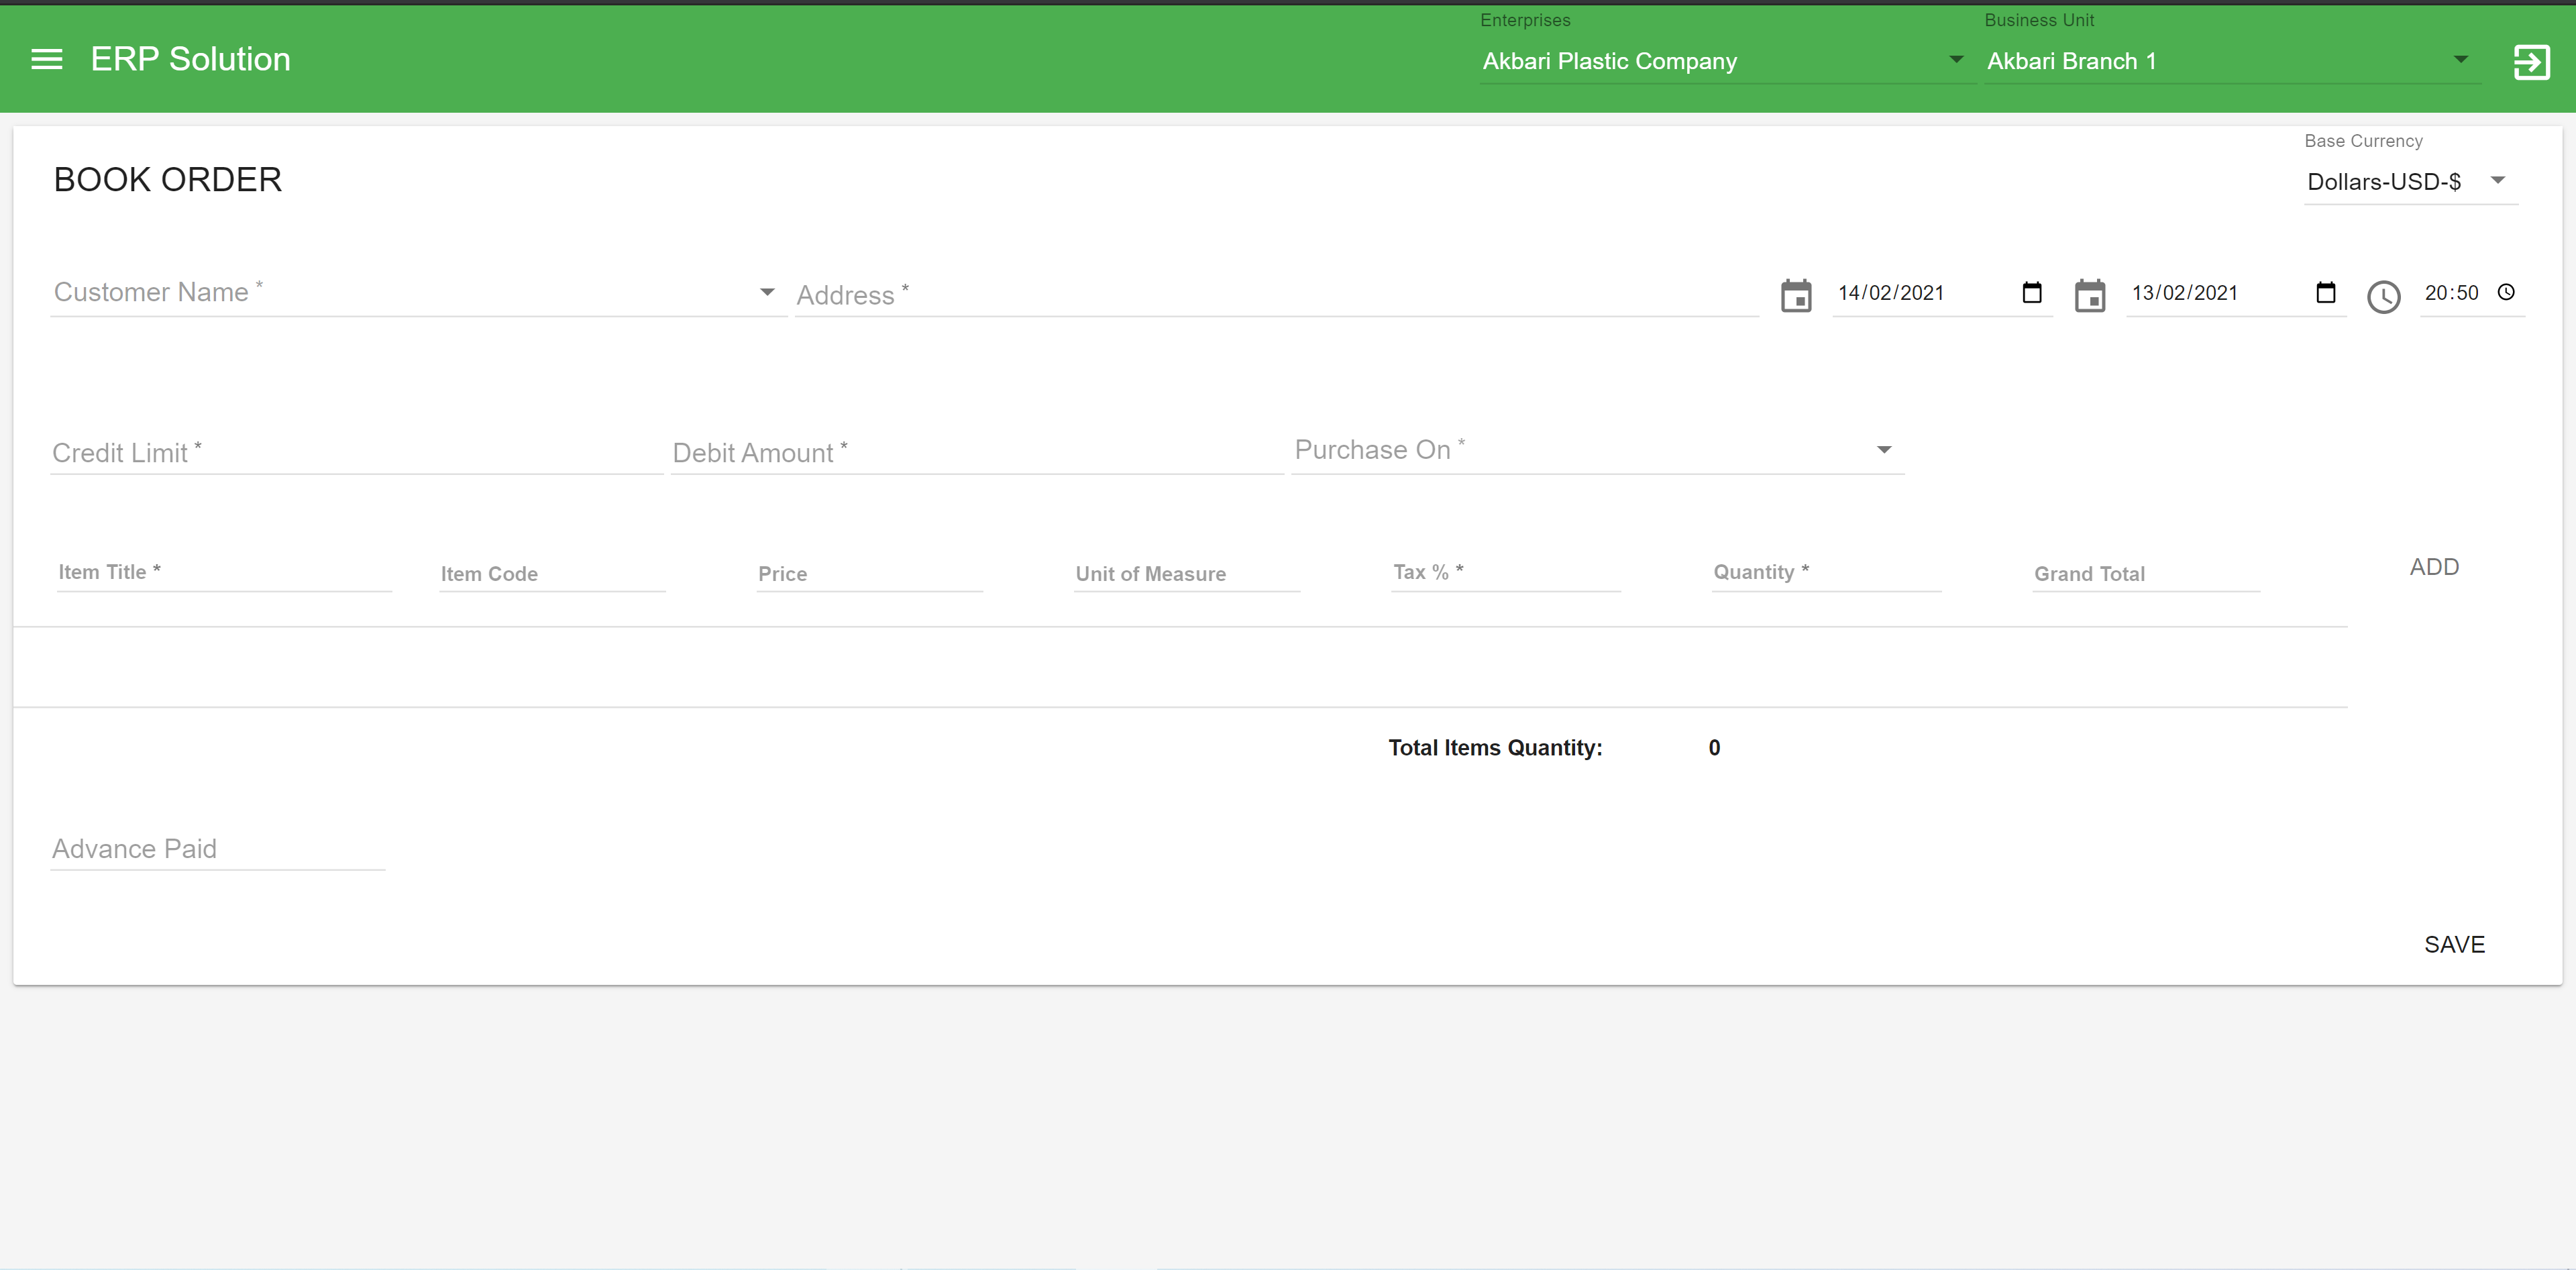 Enterprises Business Unit
ERP Solution Akbari Plastic Company Akbari Branch 1
Base Currency
BOOK ORDER Dollars-USD-$
Customer Name * Address * 14/02/2021 13/02/2021 20:50
Credit Limit * Debit Amount * Purchase On *
Item Title * Item Code Price Unit of Measure Tax % * Quantity * Grand Total ADD
Total Items Quantity: 0
Advance Paid
SAVE